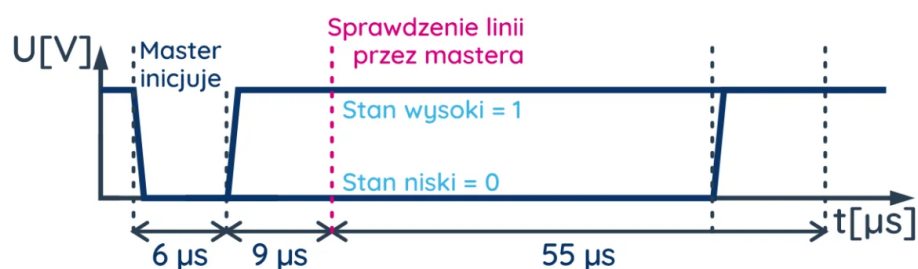 U[V]
Master
inicjuje
Sprawdzenie linii
przez mastera
Stan wysoki = 1
Stan niski = 0
t[µs]
6 µs
9 µs
55 µs